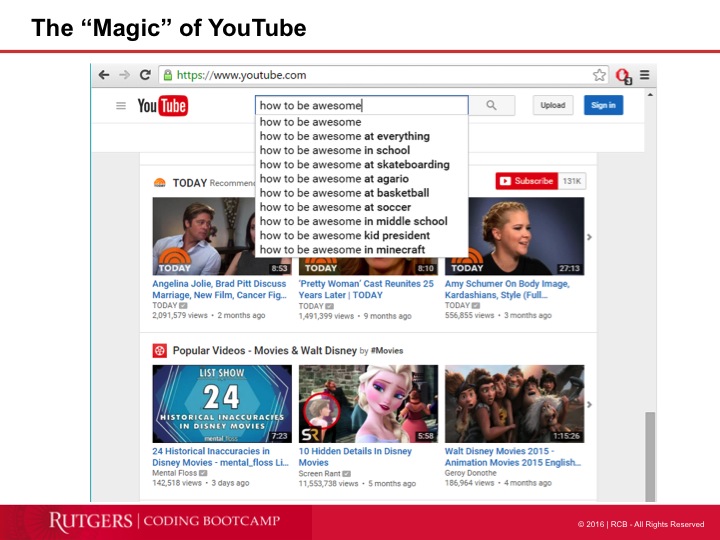 The “Magic” of YouTube
https://www.youtube.com
YouTube
how to be awesome
Upload
Sign in
how to be awesome
how to be awesome at everything
how to be awesome in school
how to be awesome at skateboarding
how to be awesome at agario
how to be awesome at basketball
how to be awesome at soccer
how to be awesome in middle school
how to be awesome kid president
how to be awesome in minecraft
TODAY Recommen
Subscribe 131K
TODAY 8:53
TODAY 8:10
TODAY 27:13
Angelina Jolie, Brad Pitt Discuss
Marriage, New Film, Cancer Fig...
TODAY
2,091,579 views • 2 months ago
'Pretty Woman' Cast Reunites 25
Years Later | TODAY
TODAY
1,491,399 views • 9 months ago
Amy Schumer On Body Image,
Kardashians, Style (Full...
TODAY
556,855 views • 3 months ago
Popular Videos - Movies & Walt Disney by #Movies
LIST SHOW
24
HISTORICAL INACCURACIES
IN DISNEY MOVIES
mental_floss 7:23
SR 5:58
1:15:26
24 Historical Inaccuracies in
Disney Movies - mental_floss Li...
Mental Floss
142,518 views • 3 days ago
10 Hidden Details In Disney
Movies
Screen Rant
11,553,738 views • 5 months ago
Walt Disney Movies 2015 -
Animation Movies 2015 English...
Geroy Donothe
186,964 views • 4 months ago
RUTGERS | CODING BOOTCAMP
© 2016 | RCB - All Rights Reserved